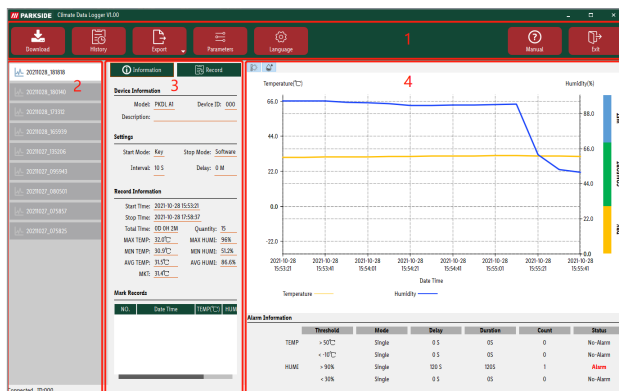 PARKSIDE Climate Data Logger V1.00
Download History Export Parameters Language 1 Manual Exit
20211028_181818
2
20211028_180140
20211028_173312
20211028_165939
20211027_095943
20211027_080501
20211027_075857
20211027_075825
Connected ID:000
Information Record
3
Device Information
Model: PKDL A1 Device ID: 000
Description:
Settings
Start Mode: Key Stop Mode: Software
Interval: 10 S Delay: 0 M
Record Information
Start Time: 2021-10-28 15:53:21
Stop Time: 2021-10-28 17:58:37
Total Time: 0D 0H 2M Quantity: 15
MAX TEMP: 32.0℃ MAX HUMI: 96%
MIN TEMP: 30.9℃ MIN HUMI: 51.2%
AVG TEMP: 31.5℃ AVG HUMI: 86.6%
MKT: 31.4℃
Mark Records
NO. Date Time TEMP(℃) HUM
4
Temperature(℃) Humidity(%)
66.0
44.0
22.0
0.0
-22.0
88.0
66.0
44.0
22.0
0.0
WET
COMFORT
DRY
2021-10-28 2021-10-28 2021-10-28 2021-10-28 2021-10-28 2021-10-28 2021-10-28 2021-10-28
15:53:21 15:53:41 15:54:01 15:54:21 15:54:41 15:55:01 15:55:21 15:55:41
Date Time
Temperature Humidity
Alarm Information
Threshold Mode Delay Duration Count Status
TEMP > 50℃ Single 0 S 0S 0 No-Alarm
< -10℃ Single 0 S 0S 0 No-Alarm
HUMI > 90% Single 120 S 120S 1 Alarm
< 30% Single 0 S 0S 0 No-Alarm